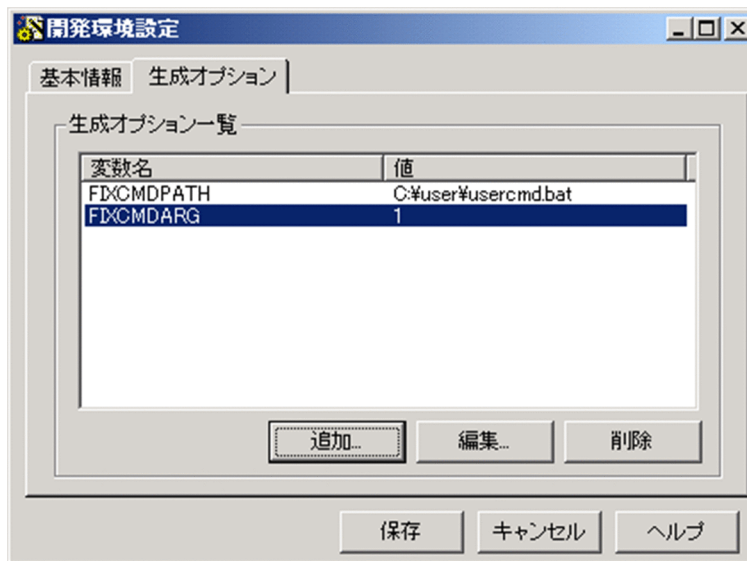 開発環境設定
基本情報 生成オプション
生成オプション一覧
変数名 値
FIXCMDPATH C:¥user¥usercmd.bat
FIXCMDARG 1
追加... 編集... 削除
保存 キャンセル ヘルプ